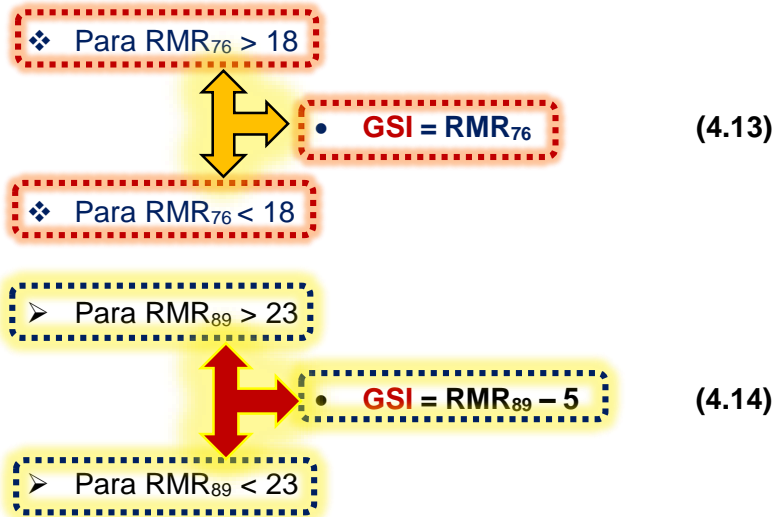 ❖ Para RMR₇₆ > 18
• GSI = RMR₇₆ (4.13)
❖ Para RMR₇₆ < 18
➢ Para RMR₈₉ > 23
• GSI = RMR₈₉ – 5 (4.14)
➢ Para RMR₈₉ < 23